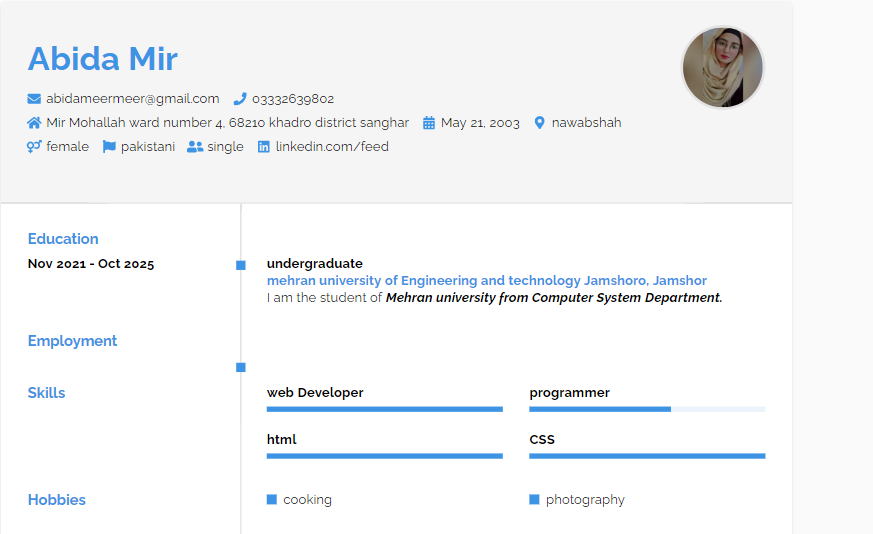 Abida Mir
abidameermeer@gmail.com 03332639802
Mir Mohallah ward number 4, 68210 khadro district sanghar May 21, 2003 nawabshah
female pakistani single linkedin.com/feed
Education
Nov 2021 - Oct 2025 undergraduate
mehran university of Engineering and technology Jamshoro, Jamshor
I am the student of Mehran university from Computer System Department.
Employment
Skills web Developer programmer
html CSS
Hobbies cooking photography